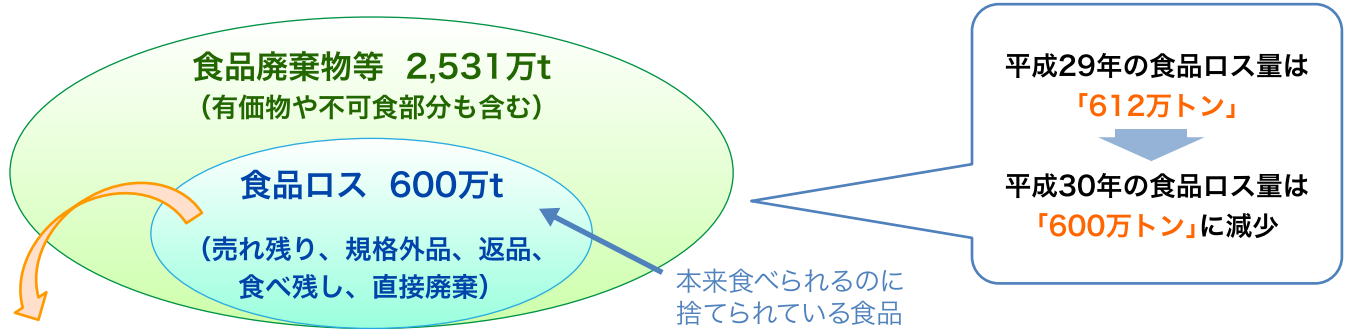 食品廃棄物等 2,531万t
（有価物や不可食部分も含む）
食品ロス 600万t
（売れ残り、規格外品、返品、
食べ残し、直接廃棄）
本来食べられるのに
捨てられている食品
平成29年の食品ロス量は
「612万トン」
平成30年の食品ロス量は
「600万トン」に減少